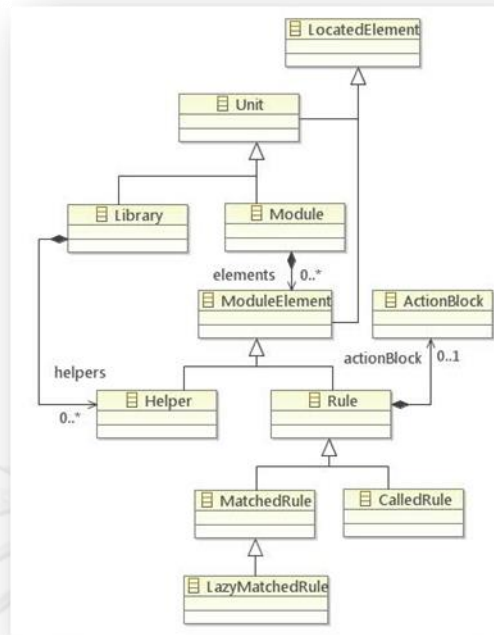 LocatedElement
Unit
Library
Module
elements
0..*
ModuleElement
ActionBlock
actionBlock
0..1
helpers
0..*
Helper
Rule
MatchedRule
CalledRule
LazyMatchedRule